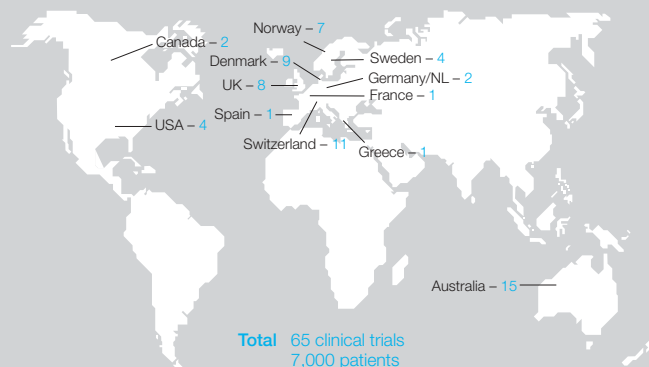 Norway – 7
Canada – 2
Denmark – 9
Sweden – 4
Germany/NL – 2
UK – 8
France – 1
Spain – 1
USA – 4
Switzerland – 11
Greece – 1
Australia – 15
Total 65 clinical trials
7,000 patients